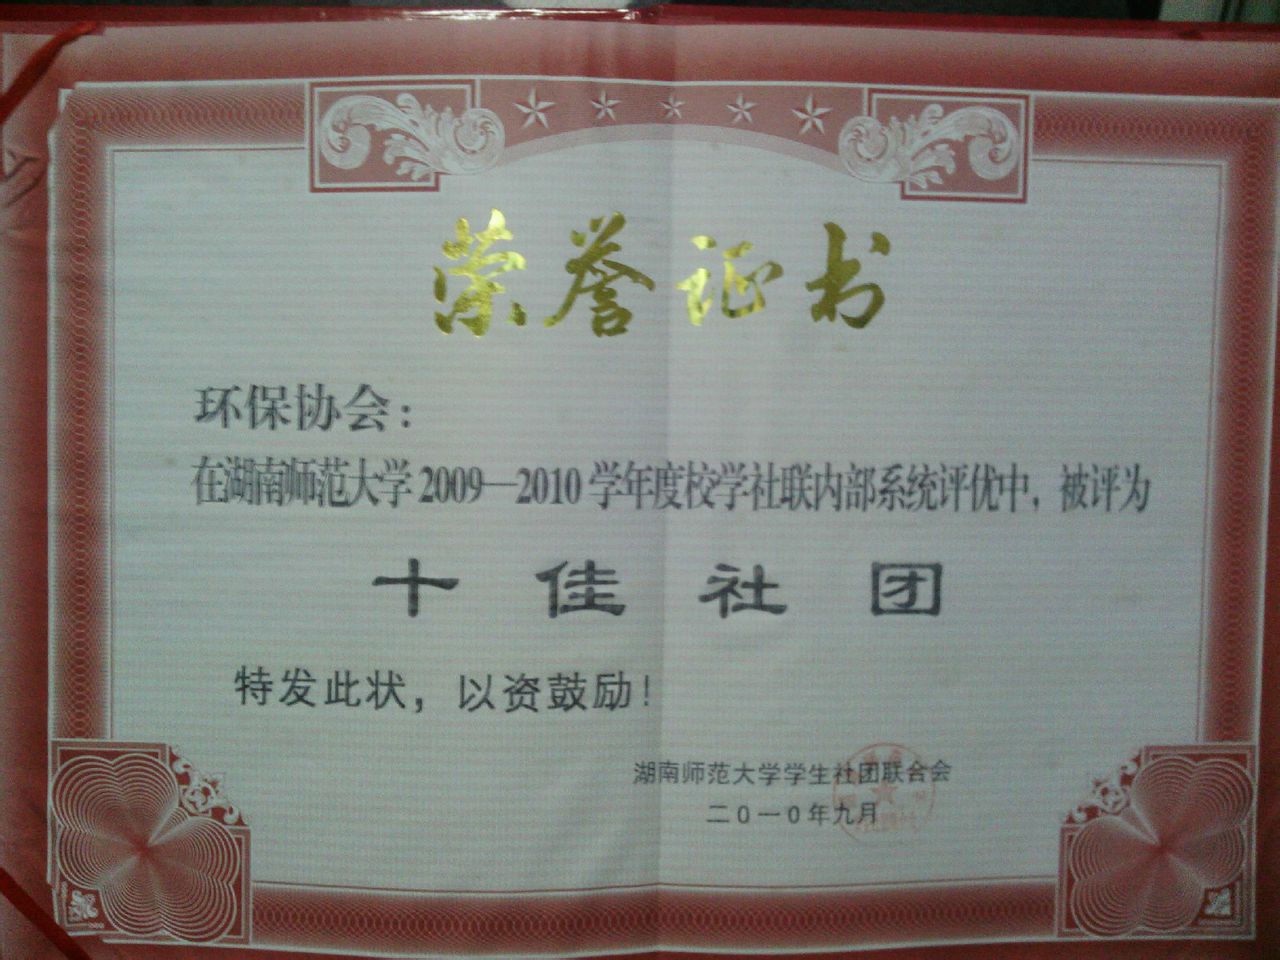 荣誉证书
环保协会：
在湖南师范大学2009—2010学年度校学社联内部系统评优中，被评为
十佳社团
特发此状，以资鼓励！
湖南师范大学学生社团联合会
二０一０年九月